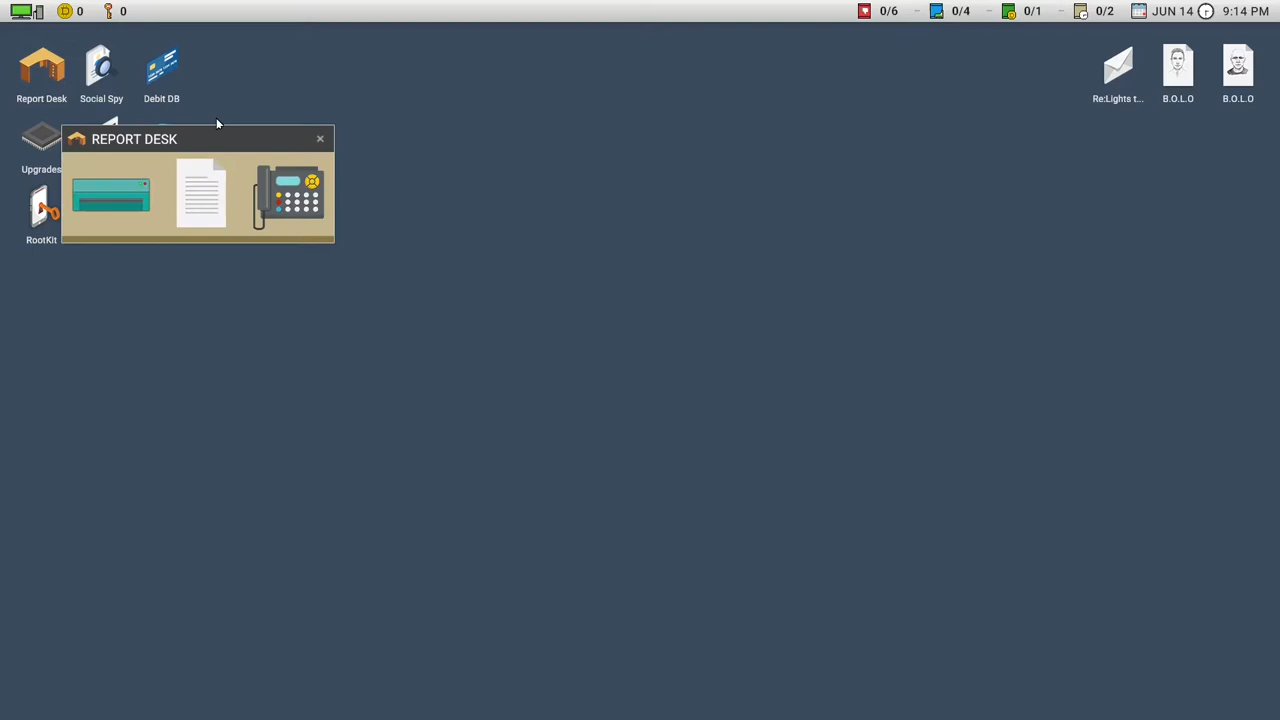 0 0 0/6 0/4 0/1 0/2 JUN 14 9:14 PM
Report Desk Social Spy Debit DB Re:Lights t... B.O.L.O B.O.L.O
REPORT DESK
Upgrades
RootKit